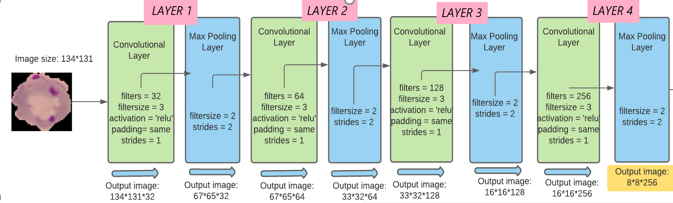 LAYER 1
LAYER 2
LAYER 3
LAYER 4
Image size: 134*131
Convolutional
Layer
filters = 32
filtersize = 3
activation = 'relu'
padding= same
strides = 1
Output image:
134*131*32
Max Pooling
Layer
filtersize = 2
strides = 2
Output image:
67*65*32
Convolutional
Layer
filters = 64
filtersize = 3
activation = 'relu'
padding = same
strides = 1
Output image:
67*65*64
Max Pooling
Layer
filtersize = 2
strides = 2
Output image:
33*32*64
Convolutional
Layer
filters = 128
filtersize = 3
activation = 'relu'
padding = same
strides = 1
Output image:
33*32*128
Max Pooling
Layer
filtersize = 2
strides = 2
Output image:
16*16*128
Convolutional
Layer
filters = 256
filtersize = 3
activation = 'relu'
padding = same
strides = 1
Output image:
16*16*256
Max Pooling
Layer
filtersize = 2
strides = 2
Output image:
8*8*256